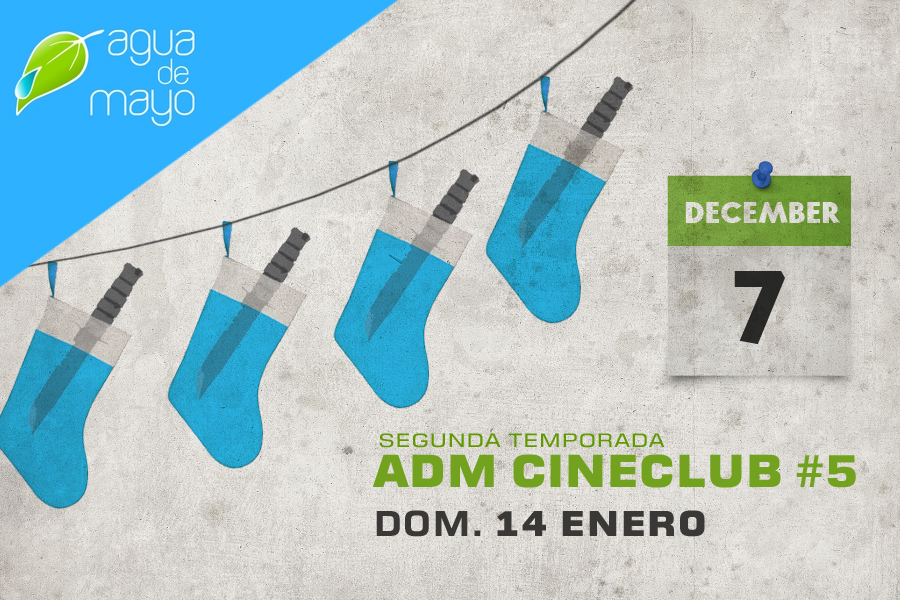 agua
de
mayo
DECEMBER
7
SEGUNDA TEMPORADA
ADM CINECLUB #5
DOM. 14 ENERO